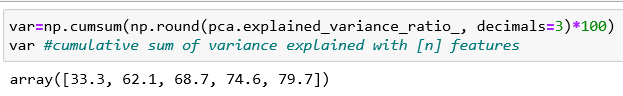 var=np.cumsum(np.round(pca.explained_variance_ratio_, decimals=3)*100)
var #cumulative sum of variance explained with [n] features
array([33.3, 62.1, 68.7, 74.6, 79.7])